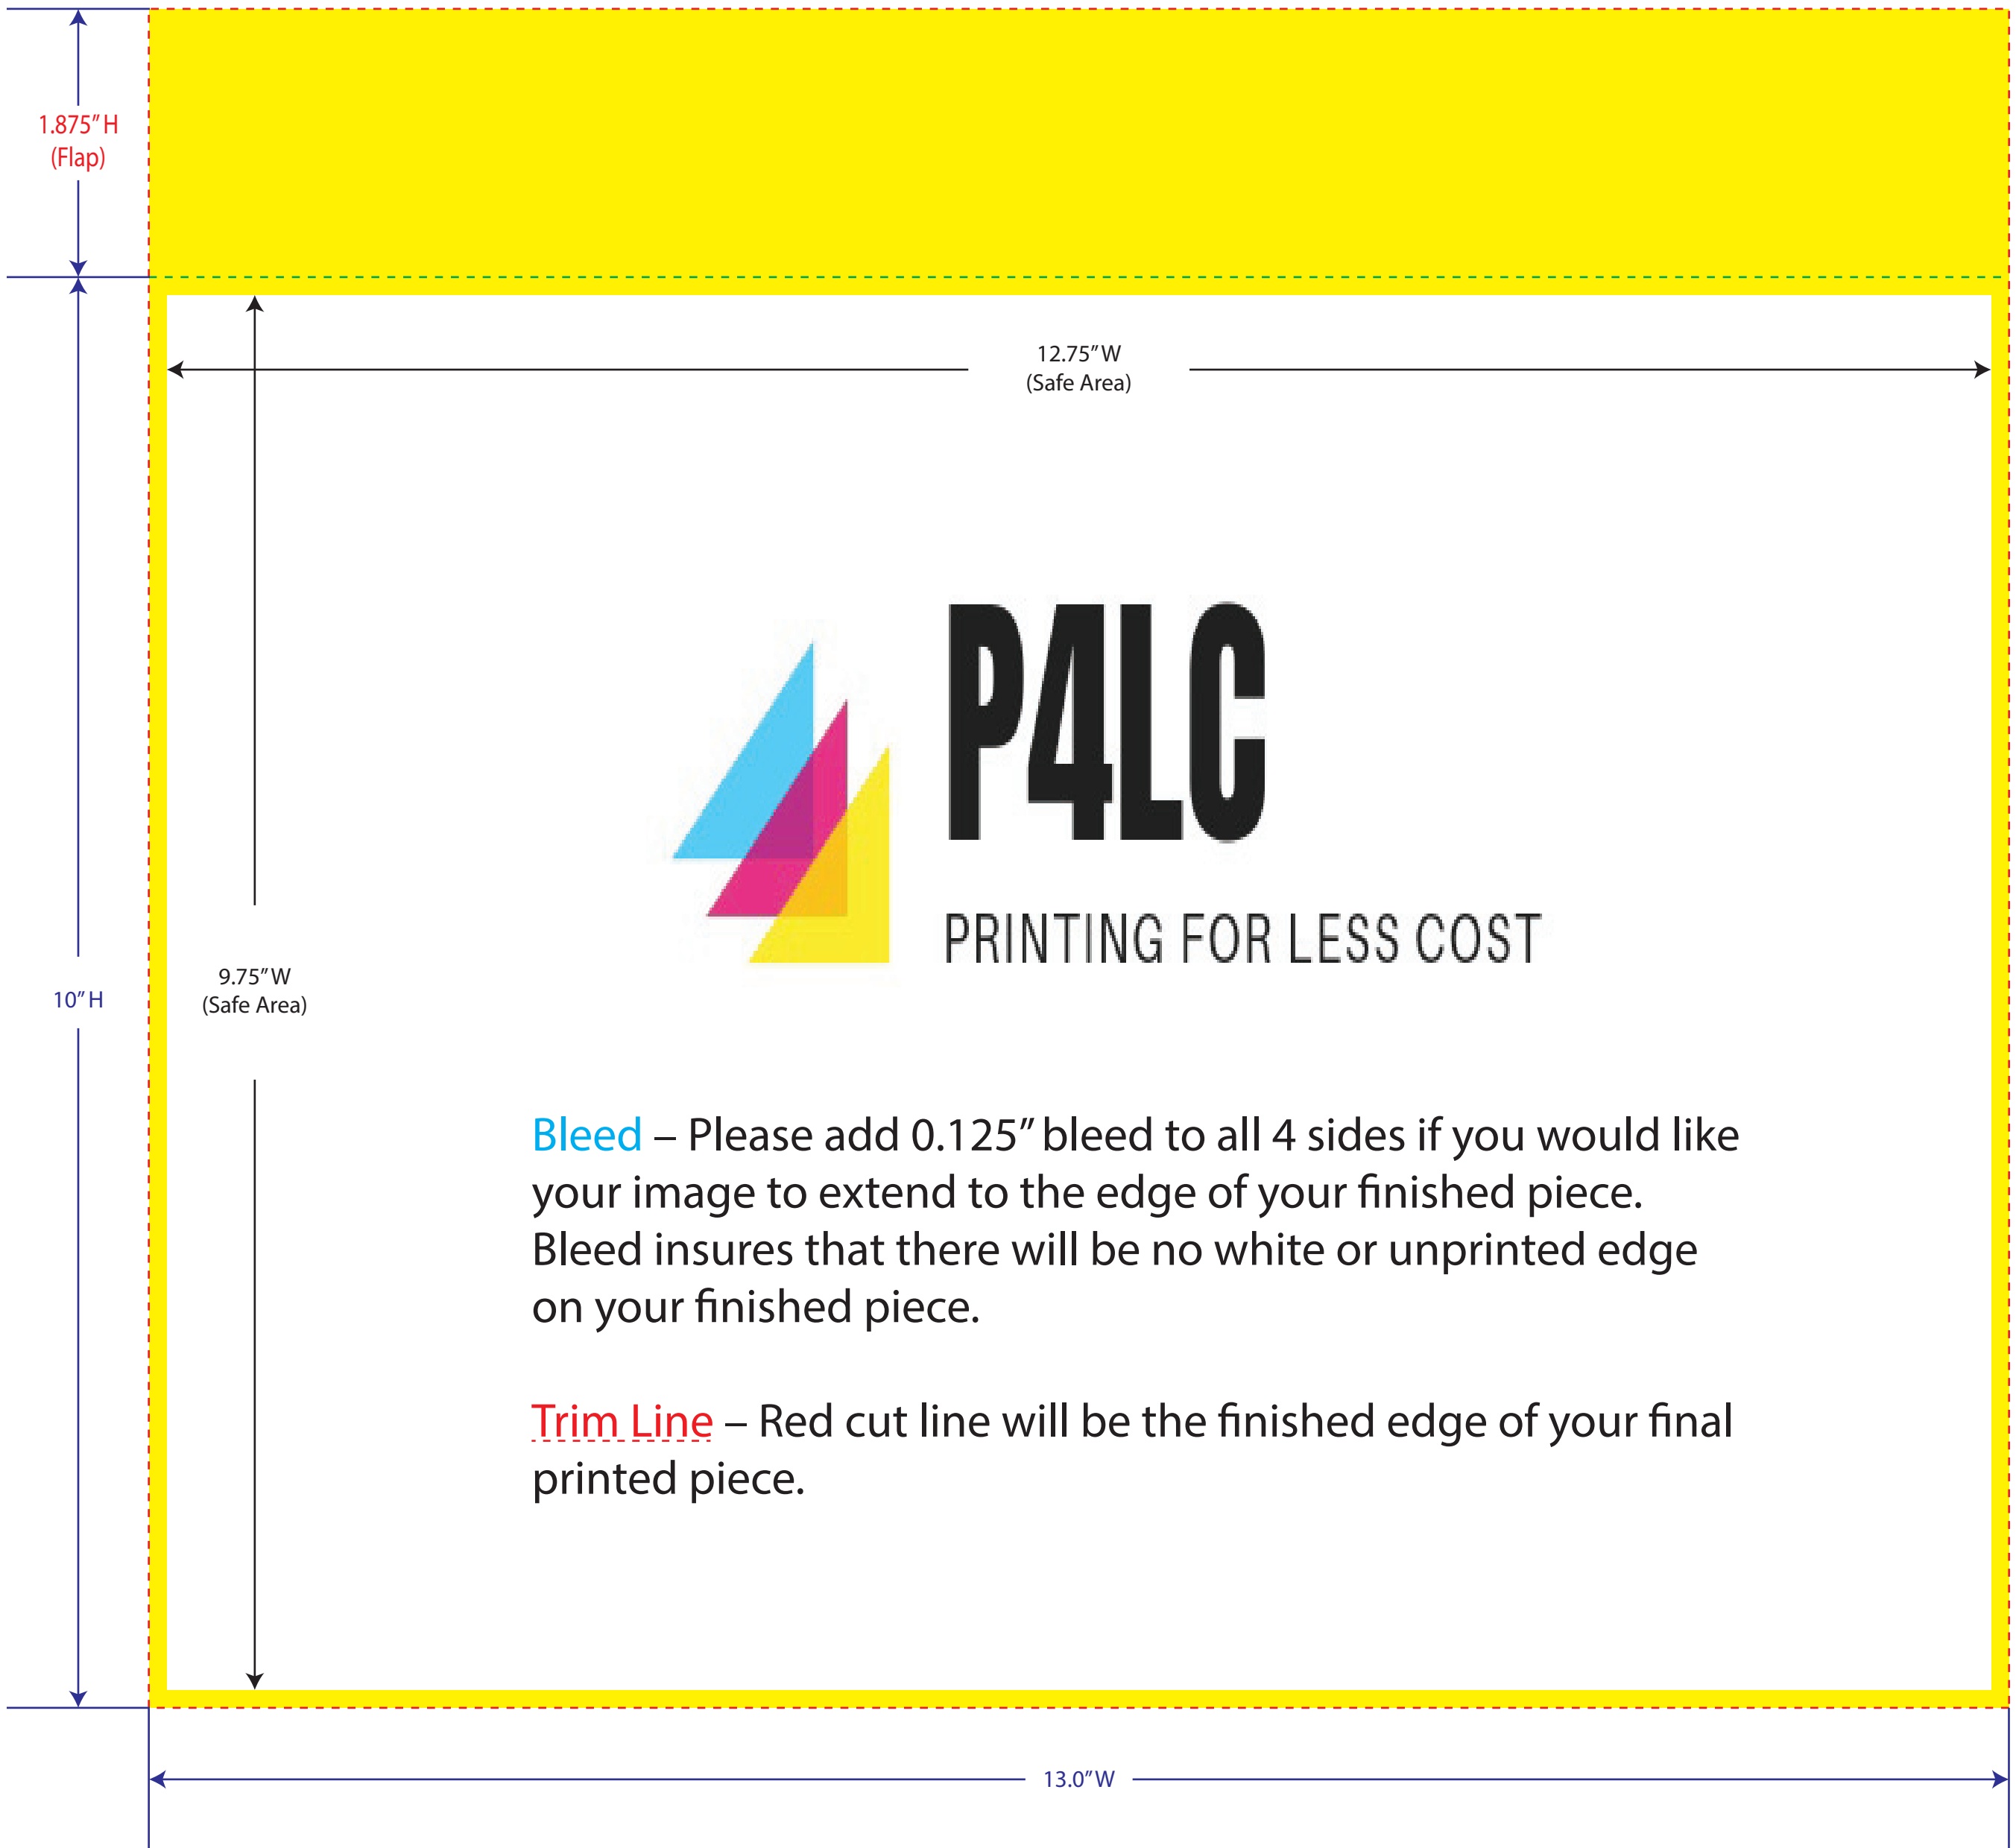 1.875" H
(Flap)
12.75" W
(Safe Area)
P4LC
PRINTING FOR LESS COST
9.75" W
(Safe Area)
10" H
Bleed – Please add 0.125" bleed to all 4 sides if you would like
your image to extend to the edge of your finished piece.
Bleed insures that there will be no white or unprinted edge
on your finished piece.
Trim Line – Red cut line will be the finished edge of your final
printed piece.
13.0" W